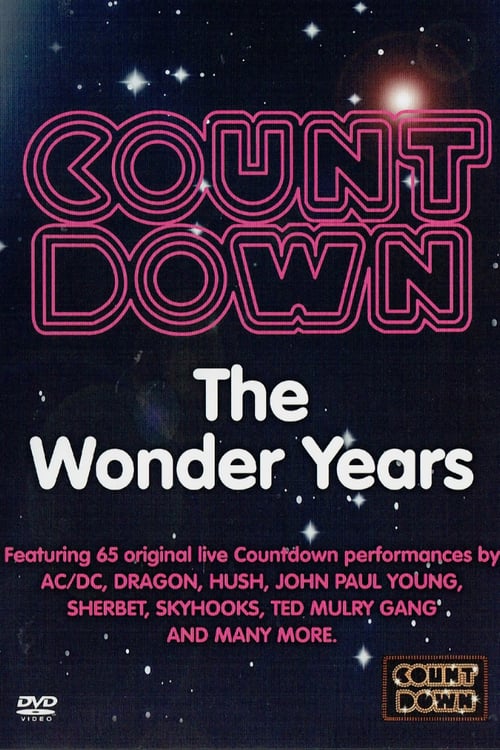 COUNT
DOWN
The
Wonder Years
Featuring 65 original live Countdown performances by
AC/DC, DRAGON, HUSH, JOHN PAUL YOUNG,
SHERBET, SKYHOOKS, TED MULRY GANG
AND MANY MORE.
COUNT
DOWN
DVD
VIDEO